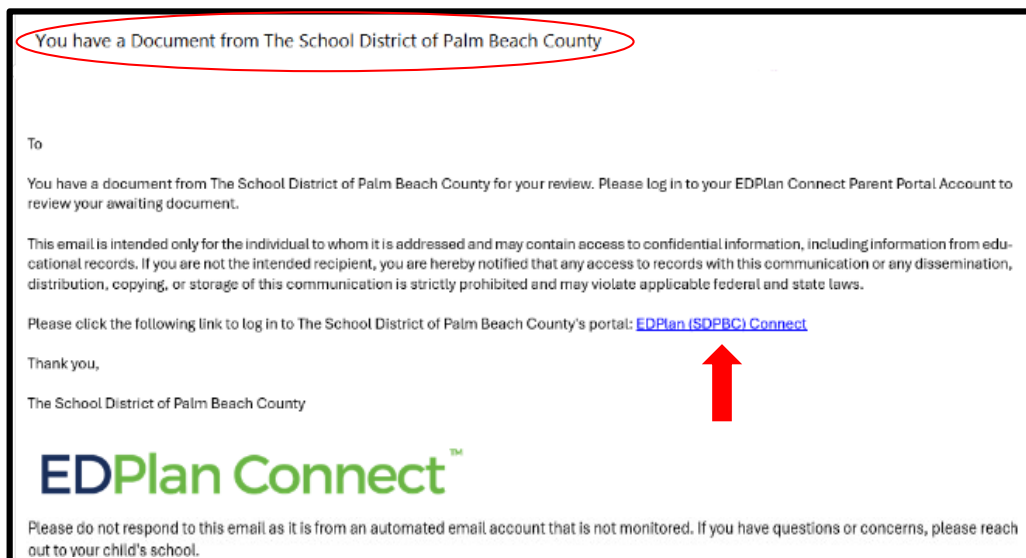 You have a Document from The School District of Palm Beach County
To
You have a document from The School District of Palm Beach County for your review. Please log in to your EDPlan Connect Parent Portal Account to
review your awaiting document.
This email is intended only for the individual to whom it is addressed and may contain access to confidential information, including information from edu-
cational records. If you are not the intended recipient, you are hereby notified that any access to records with this communication or any dissemination,
distribution, copying, or storage of this communication is strictly prohibited and may violate applicable federal and state laws.
Please click the following link to log in to The School District of Palm Beach County's portal: EDPlan (SDPBC) Connect
Thank you,
The School District of Palm Beach County
EDPlan Connect™
Please do not respond to this email as it is from an automated email account that is not monitored. If you have questions or concerns, please reach
out to your child's school.